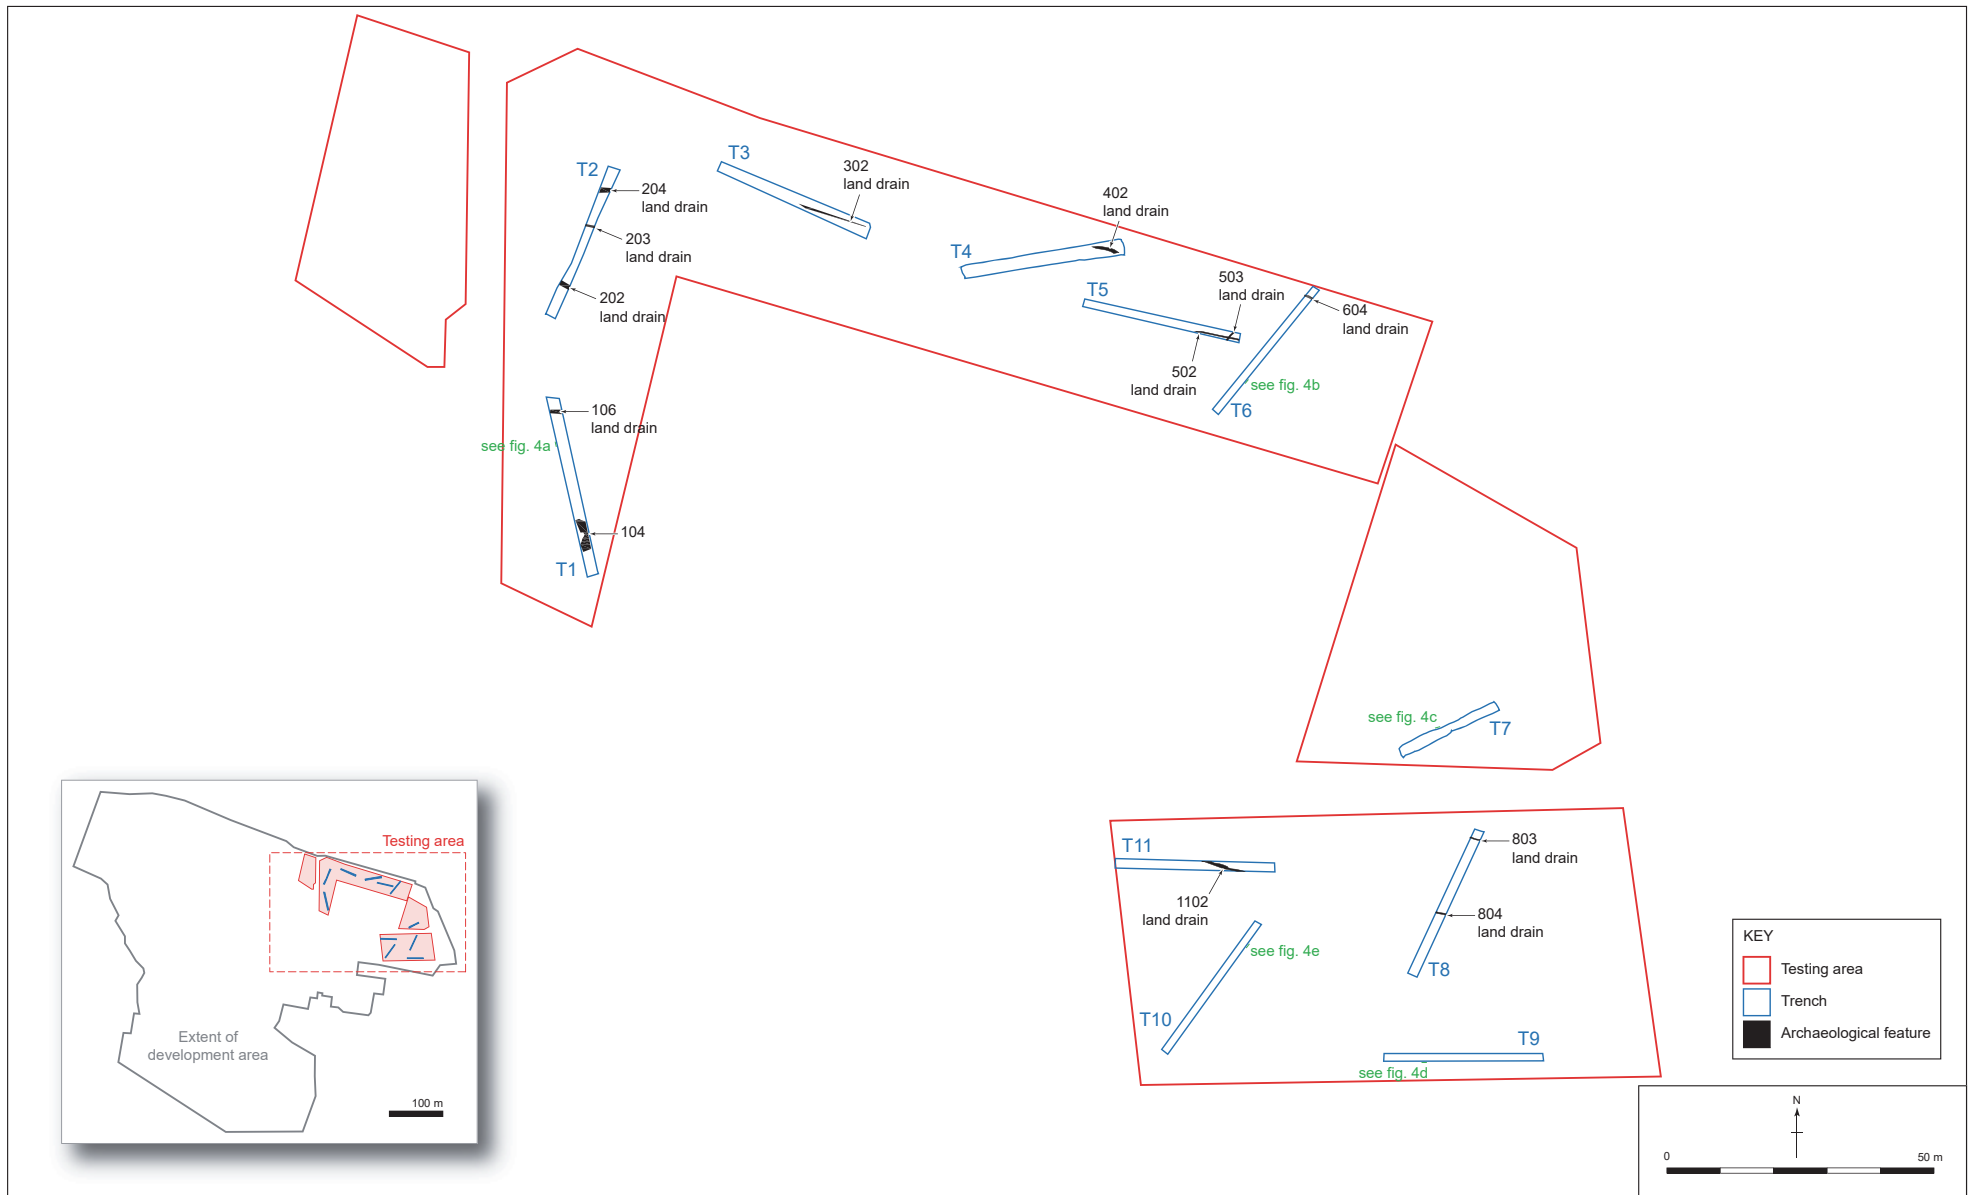 T3
302
land drain
T2
204
land drain
203
land drain
202
land drain
402
land drain
T4
T5
503
land drain
604
land drain
502
land drain
see fig. 4b
T6
106
land drain
see fig. 4a
104
T1
see fig. 4c
T7
T11
803
land drain
1102
land drain
804
land drain
see fig. 4e
T8
T10
T9
see fig. 4d
Testing area
Extent of
development area
100 m
KEY
Testing area
Trench
Archaeological feature
N
0
50 m